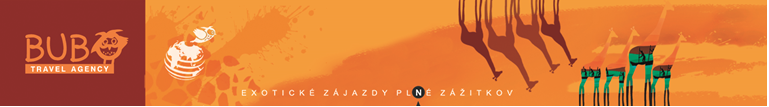 BUBO
TRAVEL AGENCY
EXOTICKÉ ZÁJAZDY PLNÉ ZÁŽITKOV